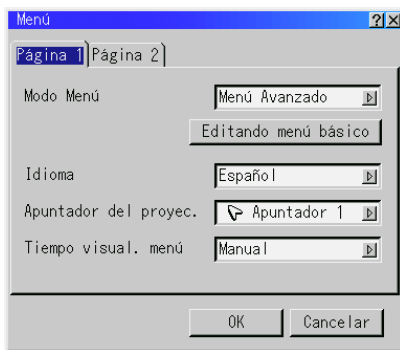 Menú
Página 1 Página 2
Modo Menú Menú Avanzado
Editando menú básico
Idioma Español
Apuntador del proyec. Apuntador 1
Tiempo visual. menú Manual
OK Cancelar